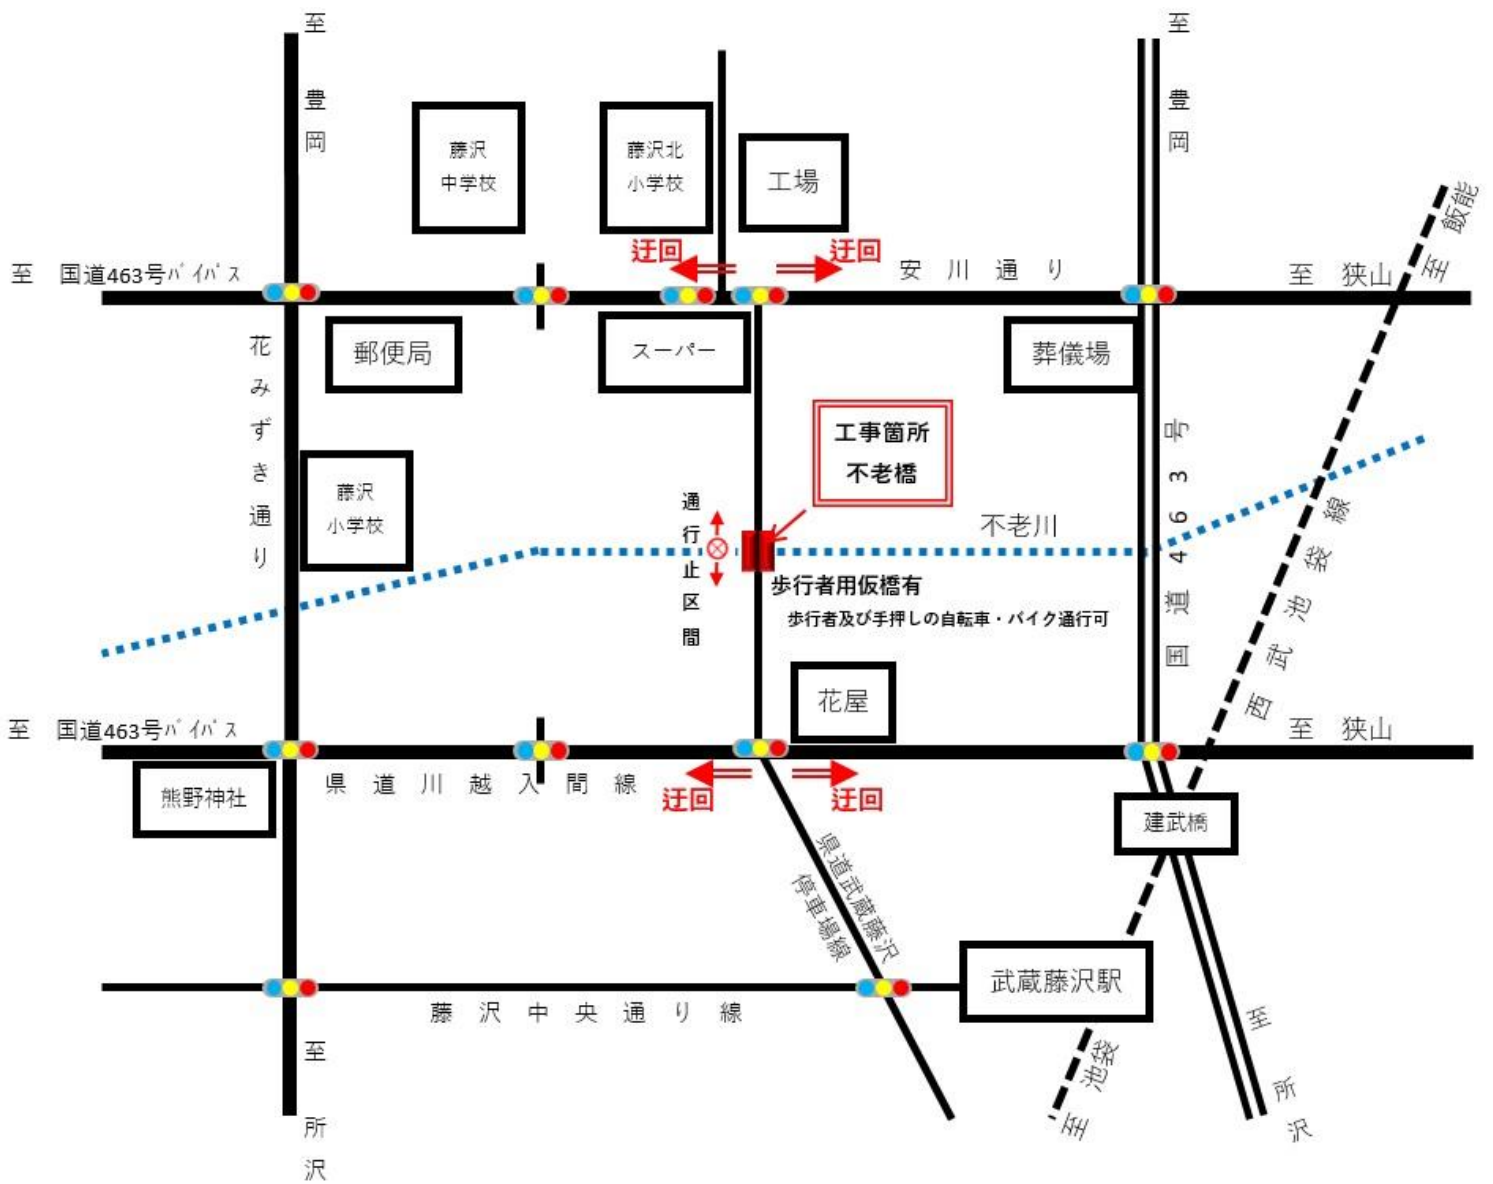 至 豊岡
至 豊岡
藤沢
中学校
藤沢北
小学校
工場
至 飯能
迂回
迂回
至 国道463号バイパス
安川通り
至 狭山
花みずき通り
郵便局
スーパー
葬儀場
工事箇所
不老橋
国道463号
藤沢
小学校
通行止区間
不老川
西武池袋線
歩行者用仮橋有
歩行者及び手押しの自転車・バイク通行可
花屋
至 国道463号バイパス
至 狭山
熊野神社
県道川越入間線
迂回
迂回
建武橋
県道武蔵藤沢
停車場線
武蔵藤沢駅
藤沢中央通り線
至 所沢
至 池袋
至 所沢